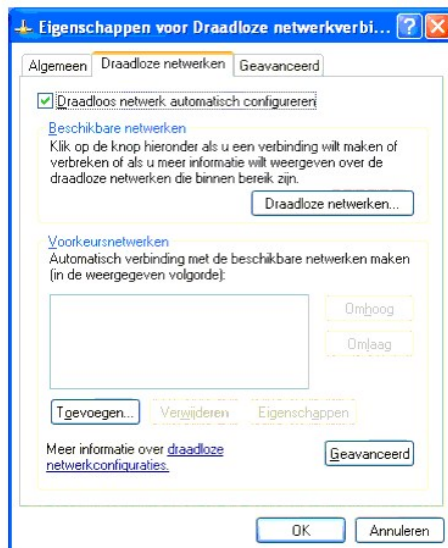 Eigenschappen voor Draadloze netwerkverbi...
Algemeen Draadloze netwerken Geavanceerd
Draadloos netwerk automatisch configureren
Beschikbare netwerken
Klik op de knop hieronder als u een verbinding wilt maken of
verbreken of als u meer informatie wilt weergeven over de
draadloze netwerken die binnen bereik zijn.
Draadloze netwerken...
Voorkeursnetwerken
Automatisch verbinding met de beschikbare netwerken maken
(in de weergegeven volgorde):
Omhoog
Omlaag
Toevoegen... Verwijderen Eigenschappen
Meer informatie over draadloze
netwerkconfiguraties.
Geavanceerd
OK Annuleren